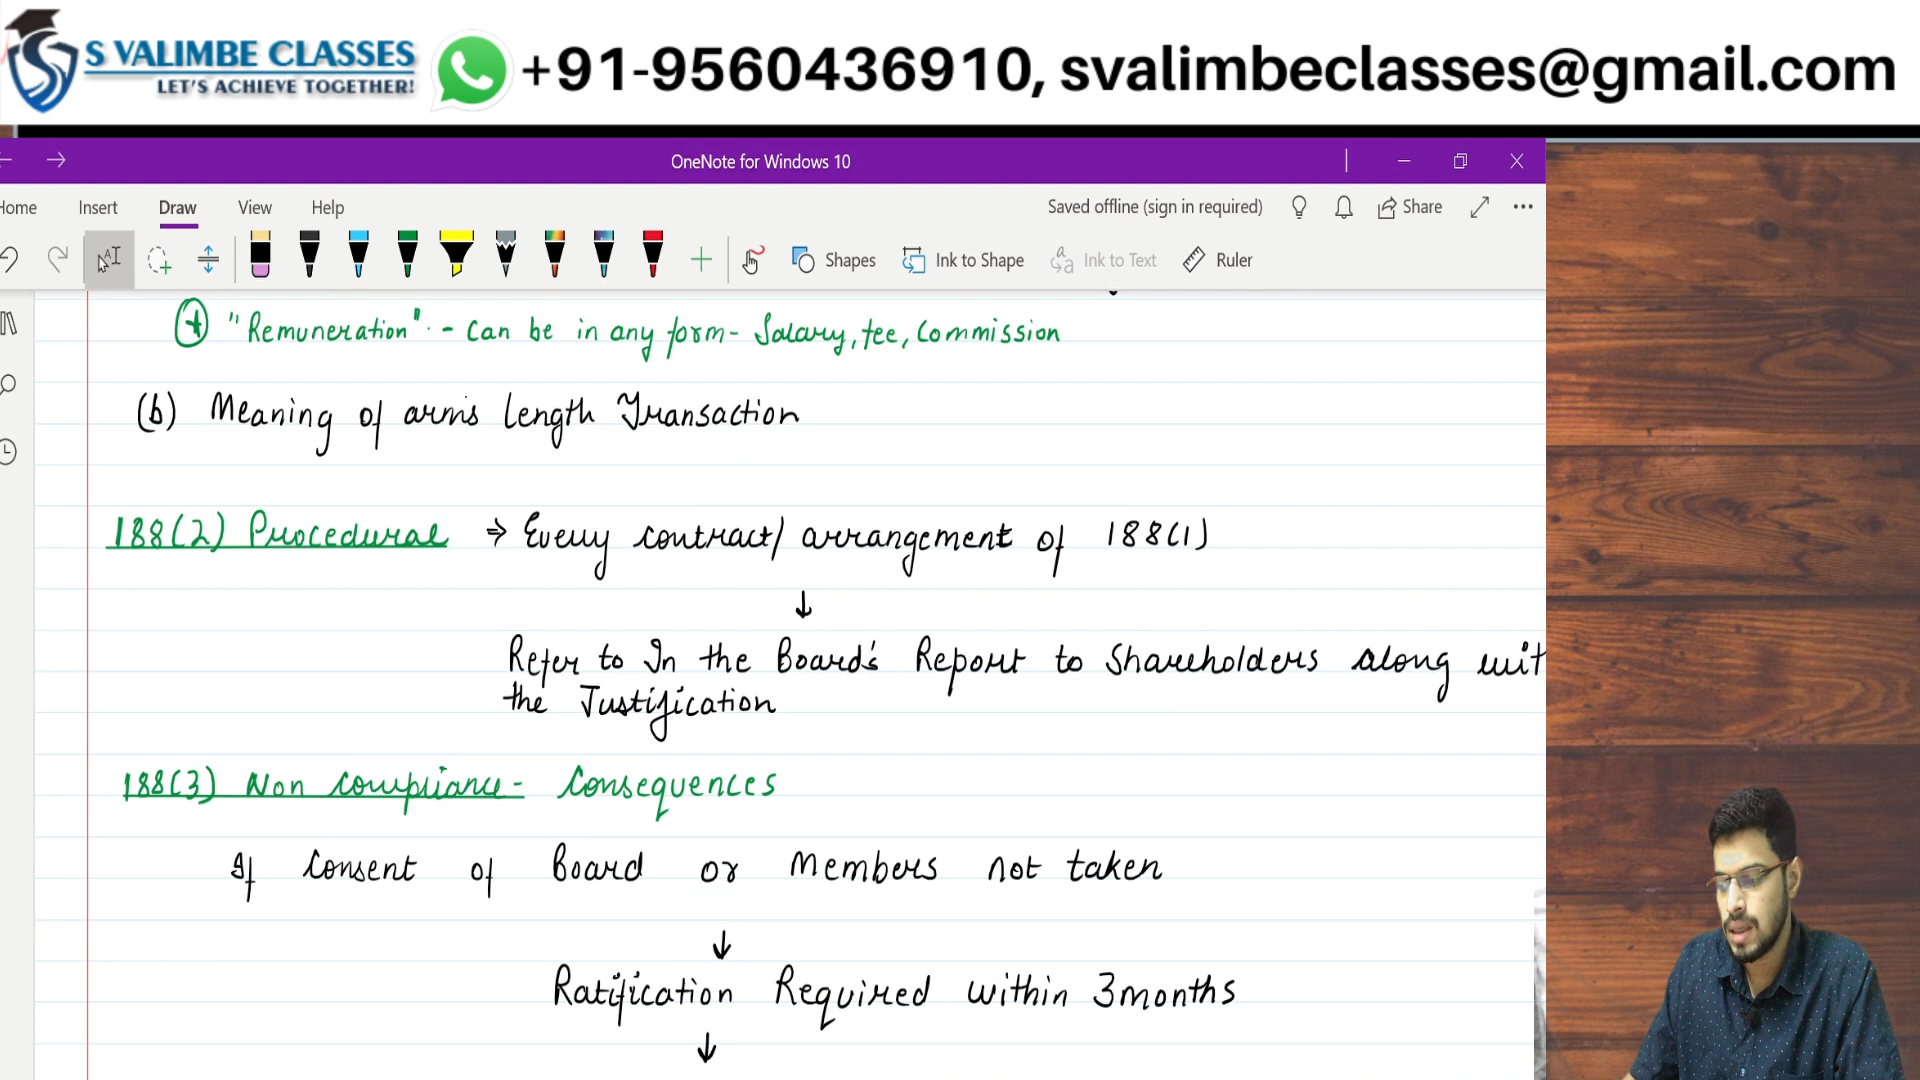 S VALIMBE CLASSES
LET'S ACHIEVE TOGETHER!
+91-9560436910, svalimbeclasses@gmail.com
OneNote for Windows 10
Home Insert Draw View Help
Saved offline (sign in required) Share
Shapes Ink to Shape Ink to Text Ruler
"Remuneration" - Can be in any form - Salary, fee, Commission
(b) Meaning of arm's length Transaction
188(2) Procedural ⇒ Every contract/ arrangement of 188(1)
↓
Refer to In the Board's Report to Shareholders along wit
the Justification
188(3) Non compliance - Consequences
If Consent of Board or Members not taken
↓
Ratification Required within 3 months
↓